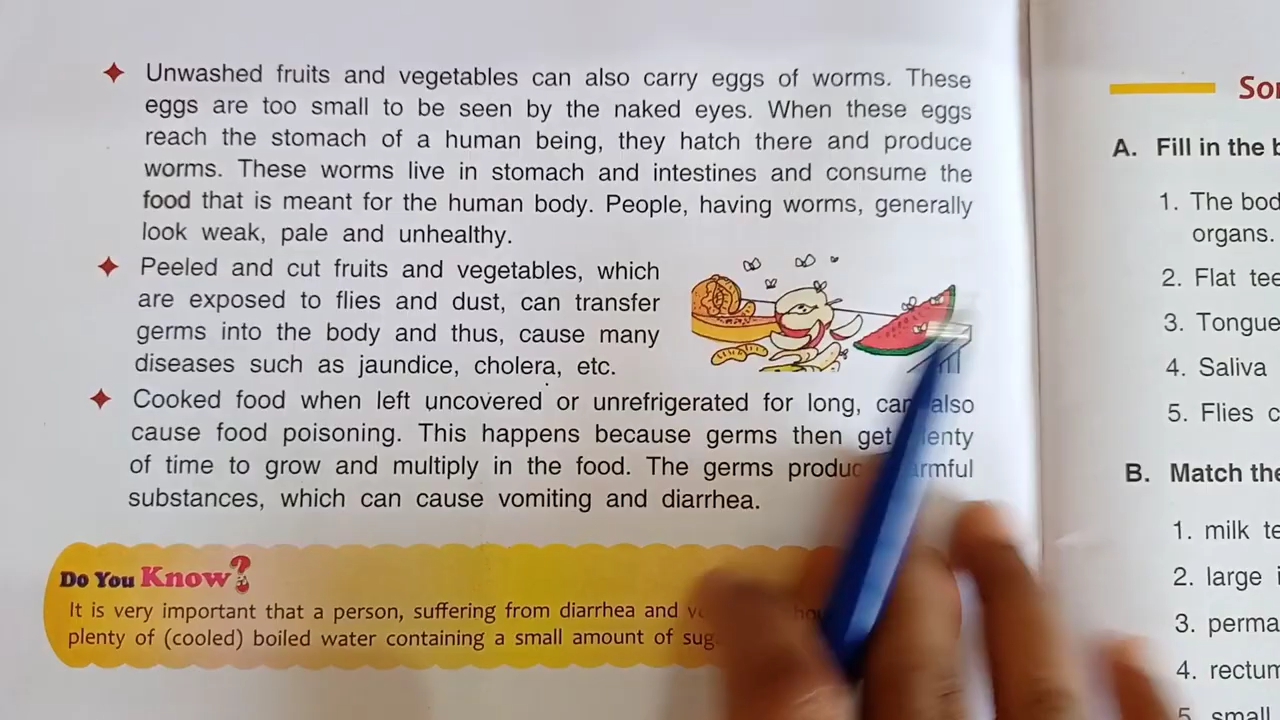 Unwashed fruits and vegetables can also carry eggs of worms. These
eggs are too small to be seen by the naked eyes. When these eggs
reach the stomach of a human being, they hatch there and produce
worms. These worms live in stomach and intestines and consume the
food that is meant for the human body. People, having worms, generally
look weak, pale and unhealthy.
Peeled and cut fruits and vegetables, which
are exposed to flies and dust, can transfer
germs into the body and thus, cause many
diseases such as jaundice, cholera, etc.
Cooked food when left uncovered or unrefrigerated for long, can also
cause food poisoning. This happens because germs then get plenty
of time to grow and multiply in the food. The germs
substances, which can cause vomiting and diarrhea.
Do You Know?
It is very important that a person, suffering from diarrhea and
plenty of (cooled) boiled water containing a small amount of
A. Fill in the
1. The
organs.
2. Flat
3. Tongue
4. Saliva
5. Flies
B. Match
1. milk
2. large
3.
4.
5. small